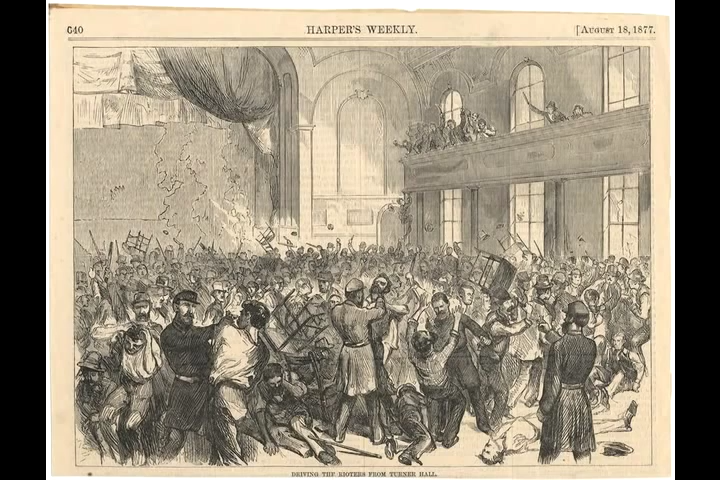 640
HARPER'S WEEKLY.
[AUGUST 18, 1877.
DRIVING THE RIOTERS FROM TURNER HALL.